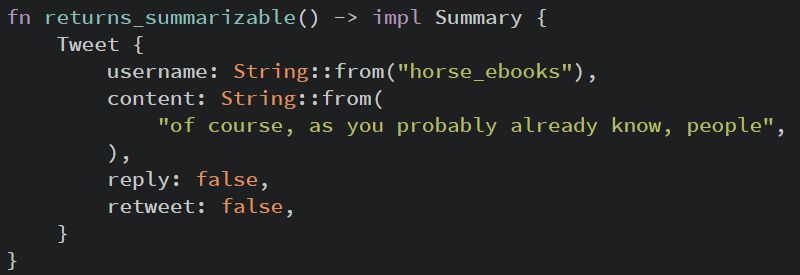 fn returns_summarizable() -> impl Summary {
    Tweet {
        username: String::from("horse_ebooks"),
        content: String::from(
            "of course, as you probably already know, people",
        ),
        reply: false,
        retweet: false,
    }
}